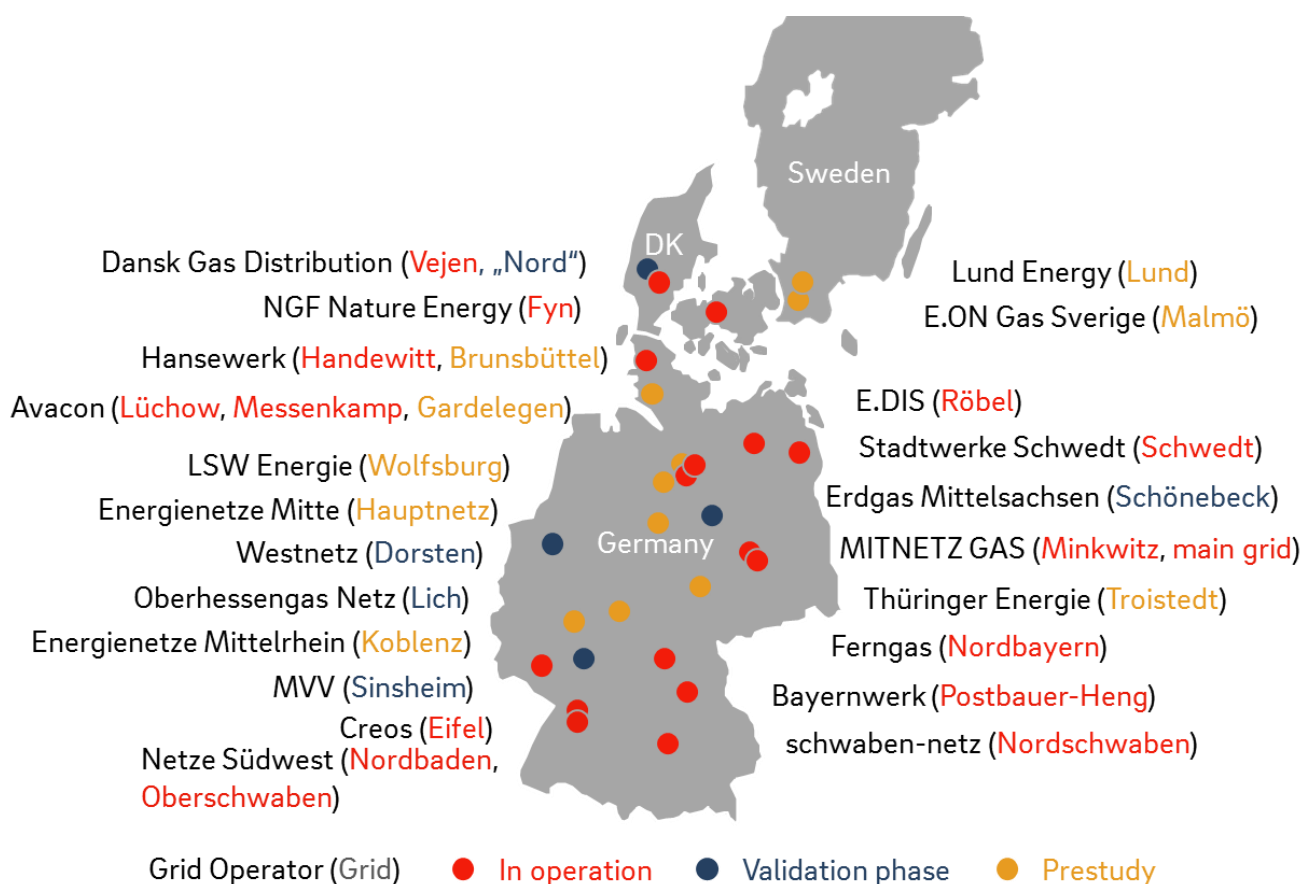 Sweden
DK
Dansk Gas Distribution (Vejen, „Nord“)
NGF Nature Energy (Fyn)
Hansewerk (Handewitt, Brunsbüttel)
Avacon (Lüchow, Messenkamp, Gardelegen)
LSW Energie (Wolfsburg)
Energienetze Mitte (Hauptnetz)
Westnetz (Dorsten)
Oberhessengas Netz (Lich)
Energienetze Mittelrhein (Koblenz)
MVV (Sinsheim)
Creos (Eifel)
Netze Südwest (Nordbaden,
Oberschwaben)
Germany
Lund Energy (Lund)
E.ON Gas Sverige (Malmö)
E.DIS (Röbel)
Stadtwerke Schwedt (Schwedt)
Erdgas Mittelsachsen (Schönebeck)
MITNETZ GAS (Minkwitz, main grid)
Thüringer Energie (Troistedt)
Ferngas (Nordbayern)
Bayernwerk (Postbauer-Heng)
schwaben-netz (Nordschwaben)
Grid Operator (Grid) In operation Validation phase Prestudy